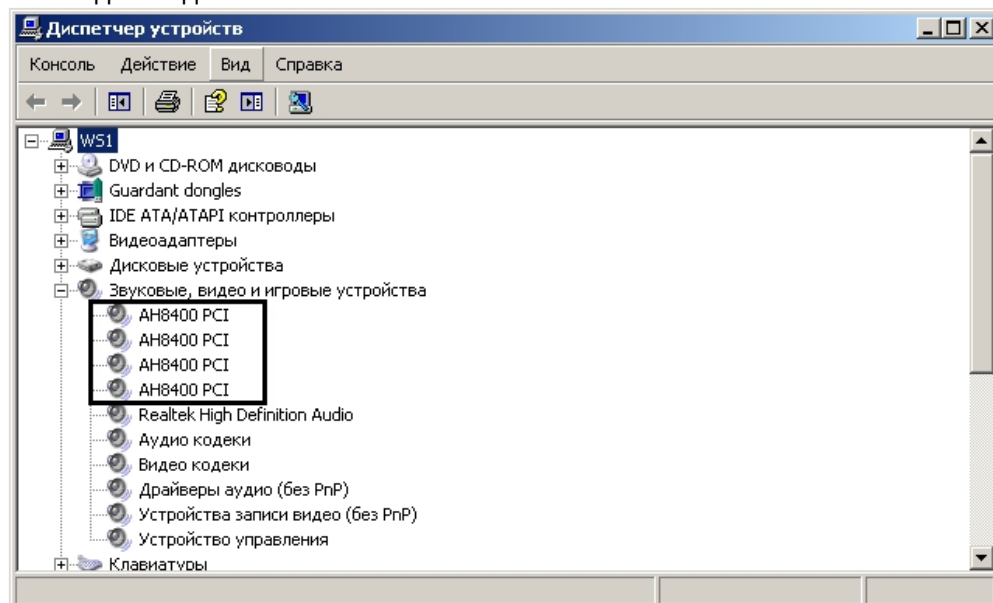 Диспетчер устройств
Консоль Действие Вид Справка
WS1
DVD и CD-ROM дисководы
Guardant dongles
IDE ATA/ATAPI контроллеры
Видеоадаптеры
Дисковые устройства
Звуковые, видео и игровые устройства
AH8400 PCI
AH8400 PCI
AH8400 PCI
AH8400 PCI
Realtek High Definition Audio
Аудио кодеки
Видео кодеки
Драйверы аудио (без PnP)
Устройства записи видео (без PnP)
Устройство управления
Клавиатуры